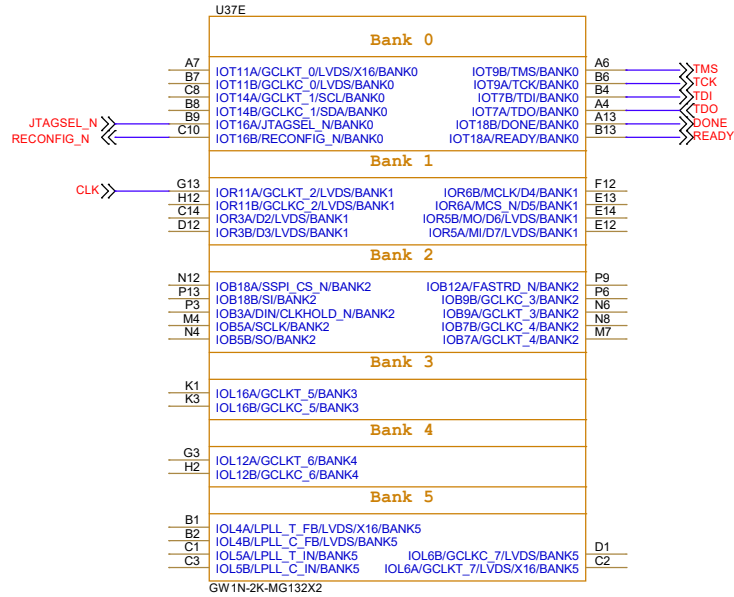 U37E
Bank 0
A7 IOT11A/GCLKT_0/LVDS/X16/BANK0 IOT9B/TMS/BANK0 A6 TMS
B7 IOT11B/GCLKC_0/LVDS/BANK0 IOT9A/TCK/BANK0 B6 TCK
C8 IOT14A/GCLKT_1/SCL/BANK0 IOT7B/TDI/BANK0 B4 TDI
B8 IOT14B/GCLKC_1/SDA/BANK0 IOT7A/TDO/BANK0 A4 TDO
JTAGSEL_N B9 IOT16A/JTAGSEL_N/BANK0 IOT18B/DONE/BANK0 A13 DONE
RECONFIG_N C10 IOT16B/RECONFIG_N/BANK0 IOT18A/READY/BANK0 B13 READY
Bank 1
CLK G13 IOR11A/GCLKT_2/LVDS/BANK1 IOR6B/MCLK/D4/BANK1 F12
H12 IOR11B/GCLKC_2/LVDS/BANK1 IOR6A/MCS_N/D5/BANK1 E13
C14 IOR3A/D2/LVDS/BANK1 IOR5B/MO/D6/LVDS/BANK1 E14
D12 IOR3B/D3/LVDS/BANK1 IOR5A/MI/D7/LVDS/BANK1 E12
Bank 2
N12 IOB18A/SSPI_CS_N/BANK2 IOB12A/FASTRD_N/BANK2 P9
P13 IOB18B/SI/BANK2 IOB9B/GCLKC_3/BANK2 P6
P3 IOB3A/DIN/CLKHOLD_N/BANK2 IOB9A/GCLKT_3/BANK2 N6
M4 IOB5A/SCLK/BANK2 IOB7B/GCLKC_4/BANK2 N8
N4 IOB5B/SO/BANK2 IOB7A/GCLKT_4/BANK2 M7
Bank 3
K1 IOL16A/GCLKT_5/BANK3
K3 IOL16B/GCLKC_5/BANK3
Bank 4
G3 IOL12A/GCLKT_6/BANK4
H2 IOL12B/GCLKC_6/BANK4
Bank 5
B1 IOL4A/LPLL_T_FB/LVDS/X16/BANK5
B2 IOL4B/LPLL_C_FB/LVDS/BANK5
C1 IOL5A/LPLL_T_IN/BANK5 IOL6B/GCLKC_7/LVDS/BANK5 D1
C3 IOL5B/LPLL_C_IN/BANK5 IOL6A/GCLKT_7/LVDS/X16/BANK5 C2
GW1N-2K-MG132X2